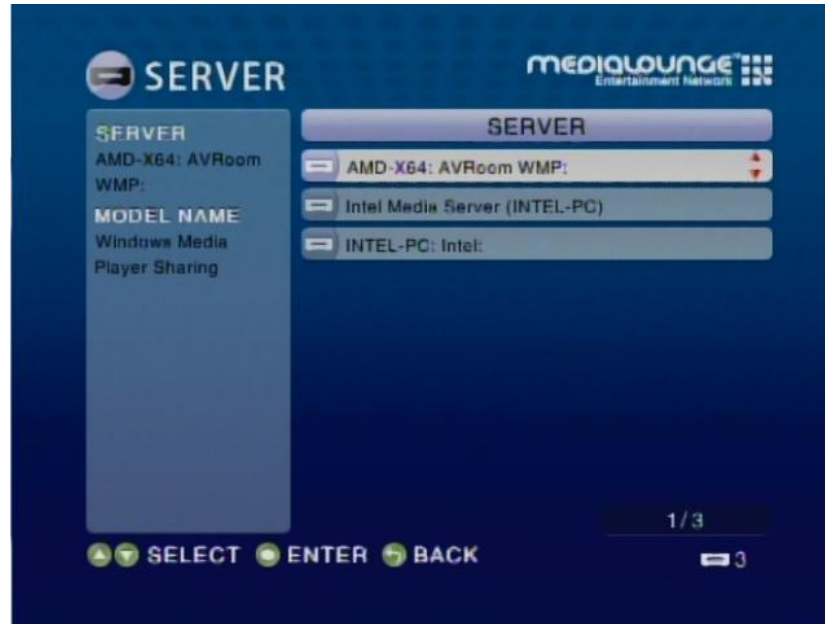 SERVER
MEDIALOUNGE™
Entertainment Network
SERVER
AMD-X64: AVRoom
WMP:
MODEL NAME
Windows Media
Player Sharing
SERVER
AMD-X64: AVRoom WMP:
Intel Media Server (INTEL-PC)
INTEL-PC: Intel:
1/3
SELECT ENTER BACK
3